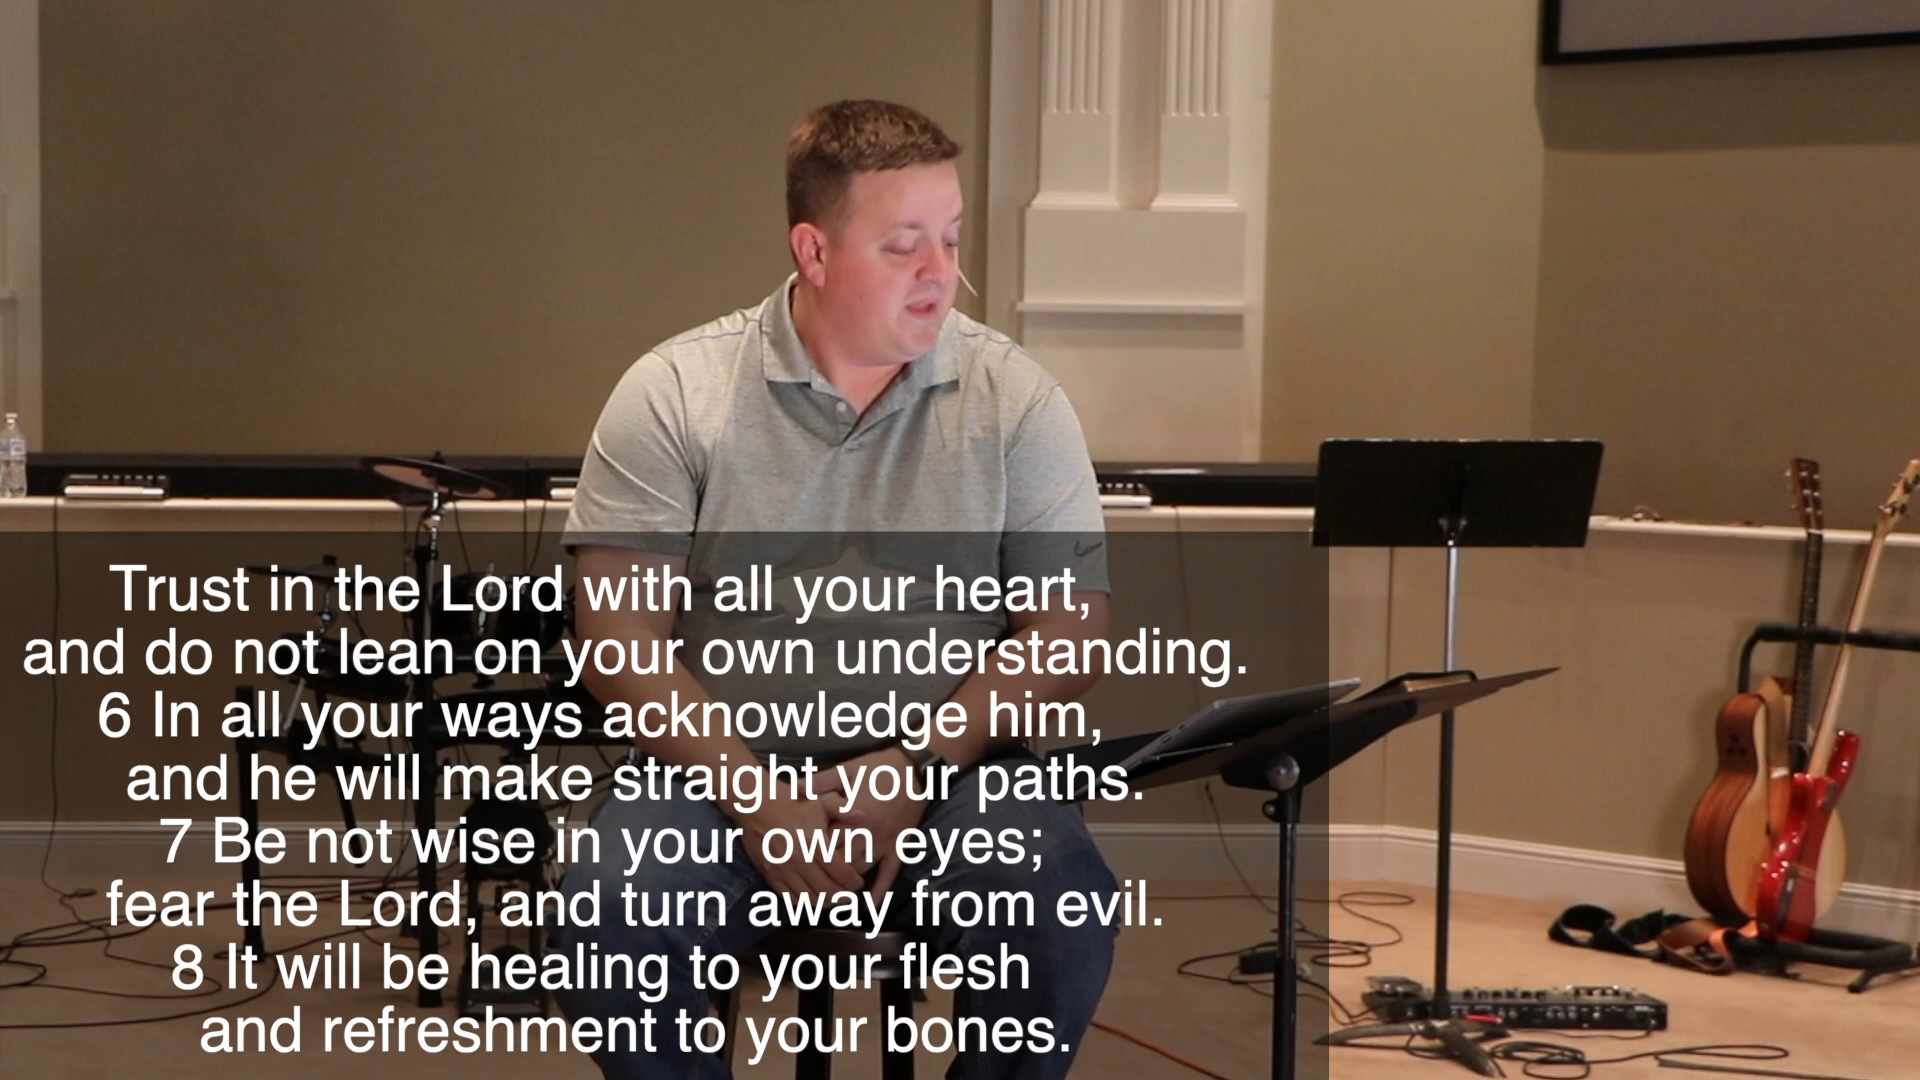 Trust in the Lord with all your heart,
and do not lean on your own understanding.
6 In all your ways acknowledge him,
and he will make straight your paths.
7 Be not wise in your own eyes;
fear the Lord, and turn away from evil.
8 It will be healing to your flesh
and refreshment to your bones.